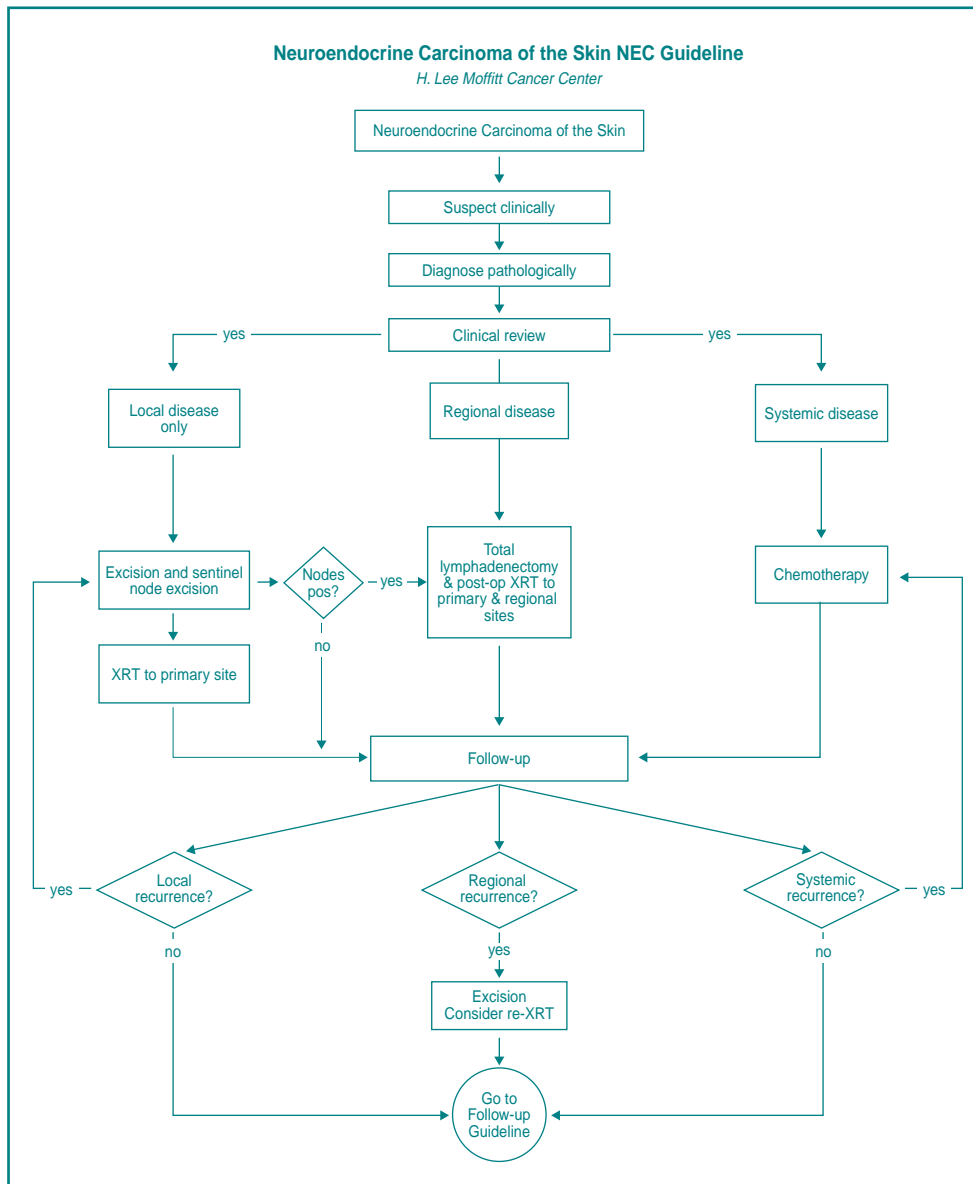 Neuroendocrine Carcinoma of the Skin NEC Guideline
H. Lee Moffitt Cancer Center
Neuroendocrine Carcinoma of the Skin
Suspect clinically
Diagnose pathologically
Clinical review
yes
yes
Local disease
only
Regional disease
Systemic disease
Excision and sentinel
node excision
Nodes
pos?
yes
no
Total
lymphadenectomy
& post-op XRT to
primary & regional
sites
Chemotherapy
XRT to primary site
Follow-up
yes
Local
recurrence?
no
Regional
recurrence?
yes
Systemic
recurrence?
yes
no
Excision
Consider re-XRT
Go to
Follow-up
Guideline